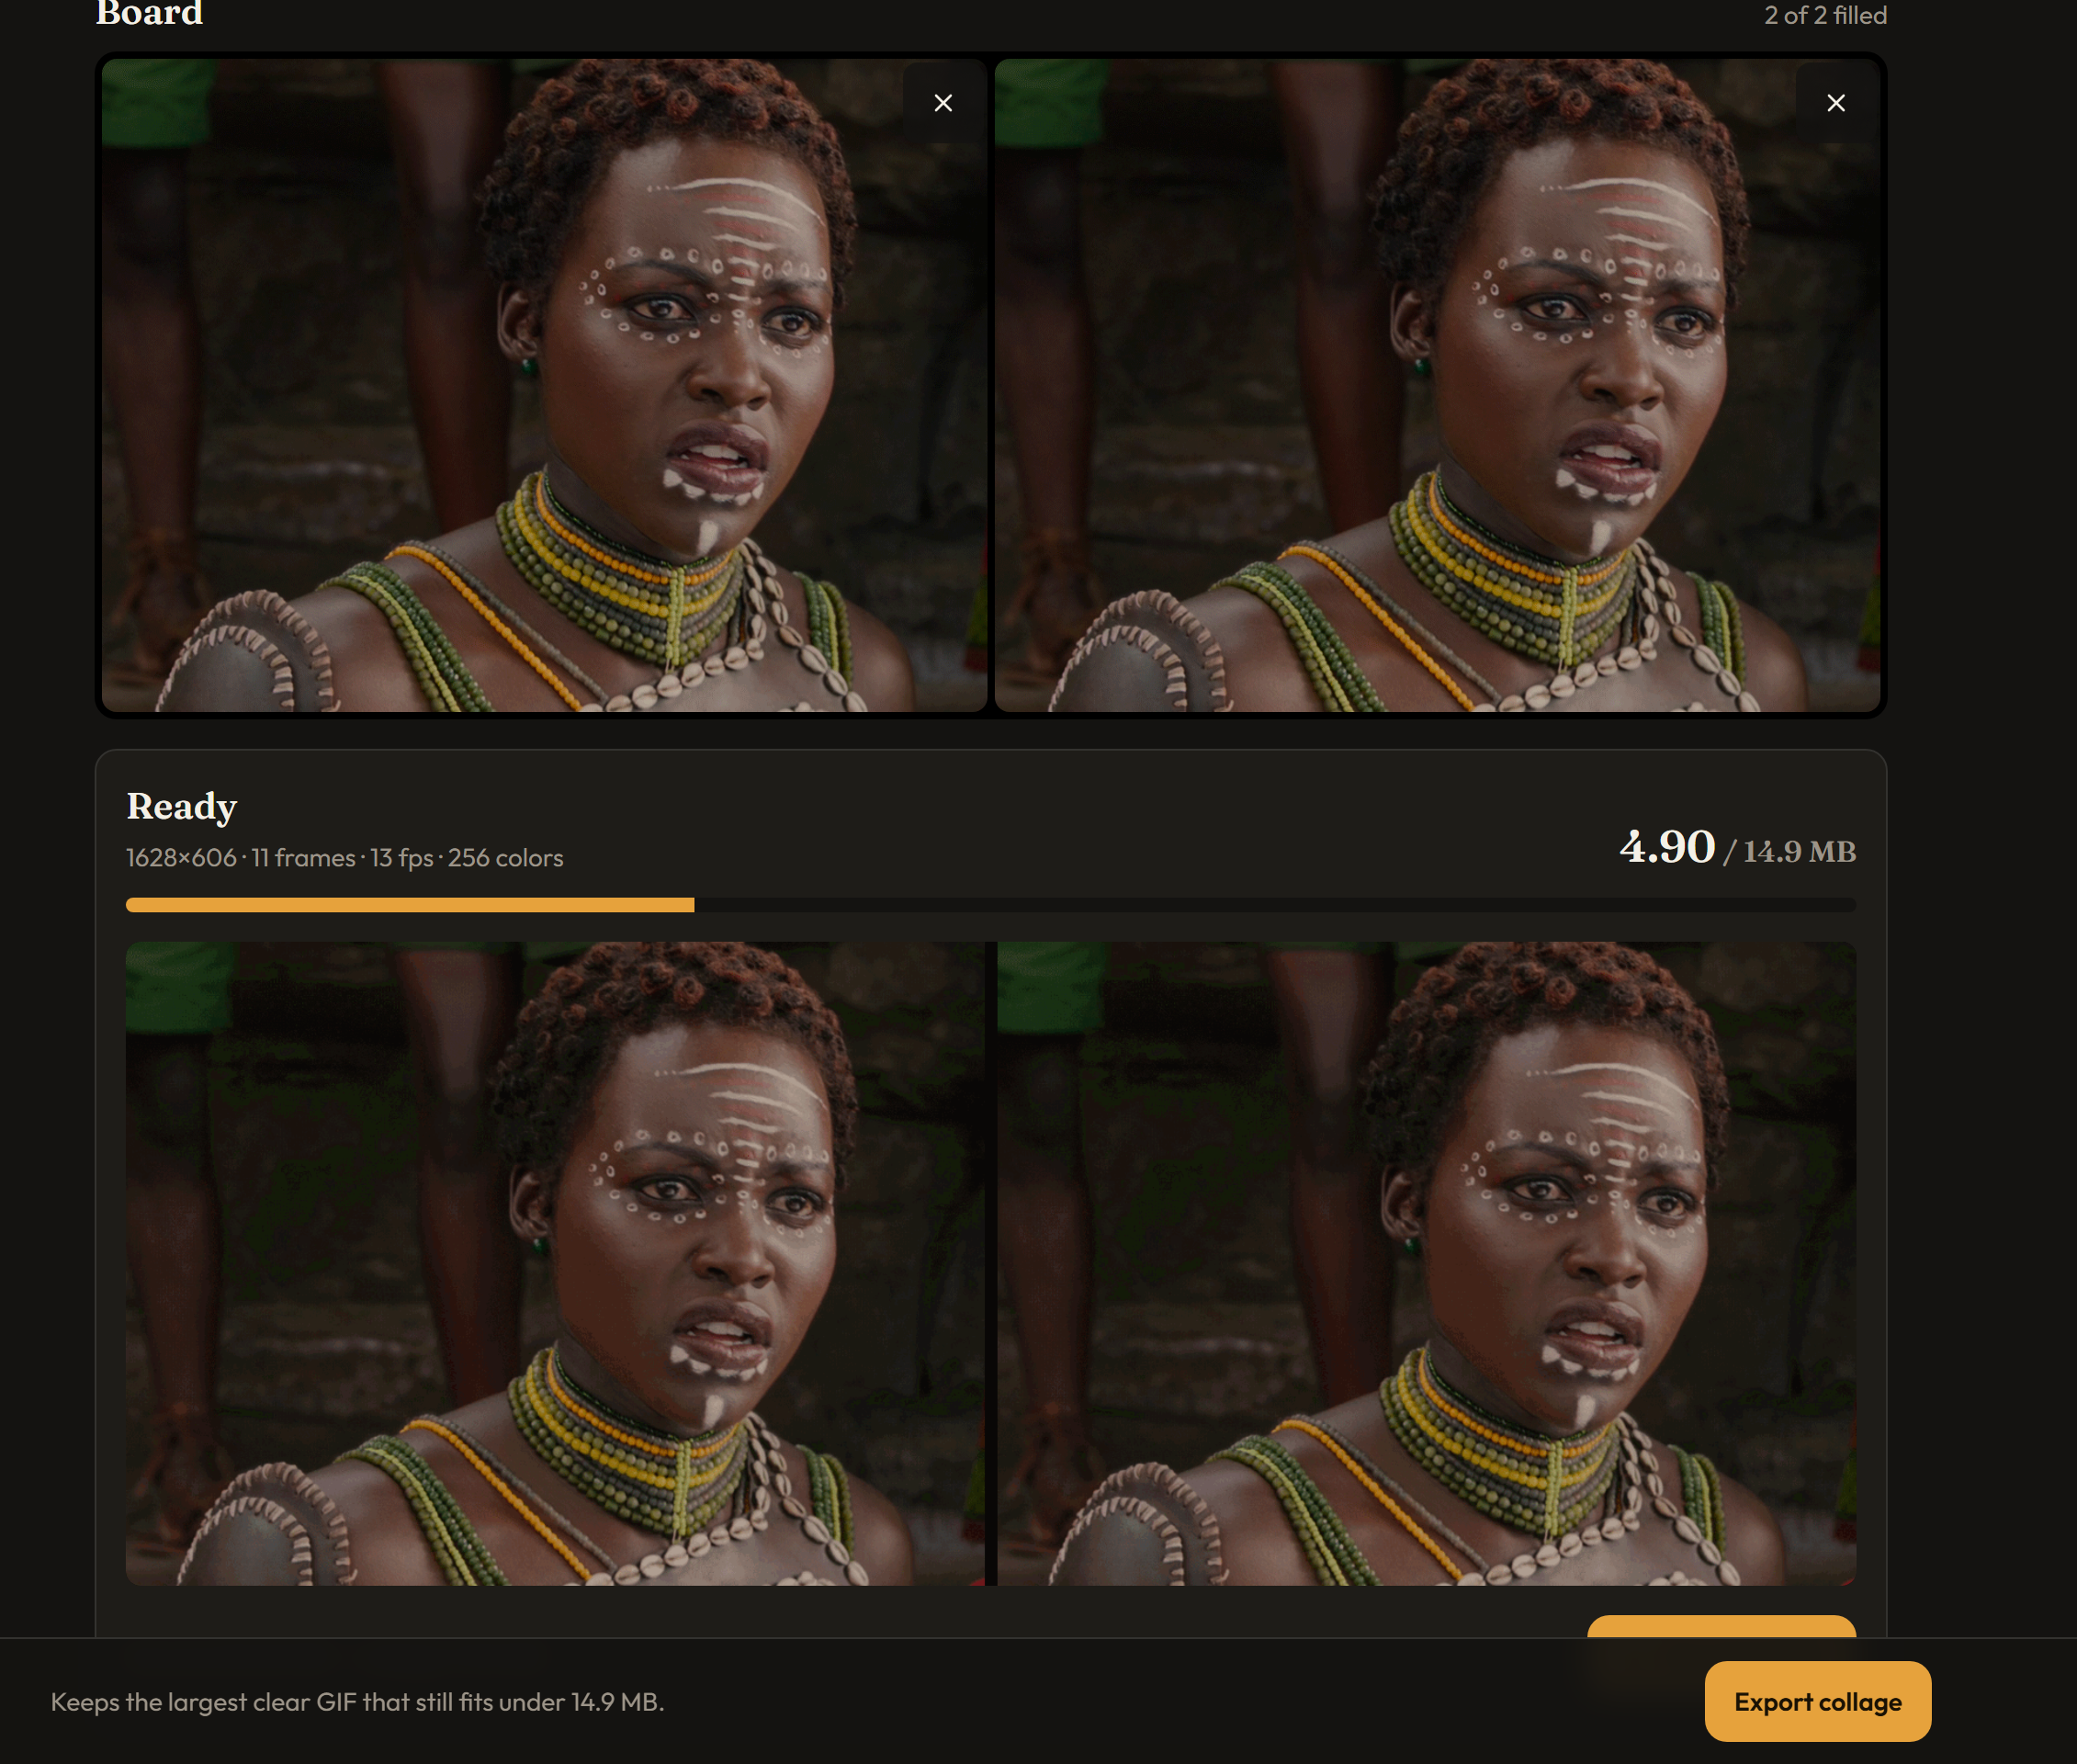 Board
2 of 2 filled
Ready
1628×606 · 11 frames · 13 fps · 256 colors
4.90 / 14.9 MB
Keeps the largest clear GIF that still fits under 14.9 MB.
Export collage